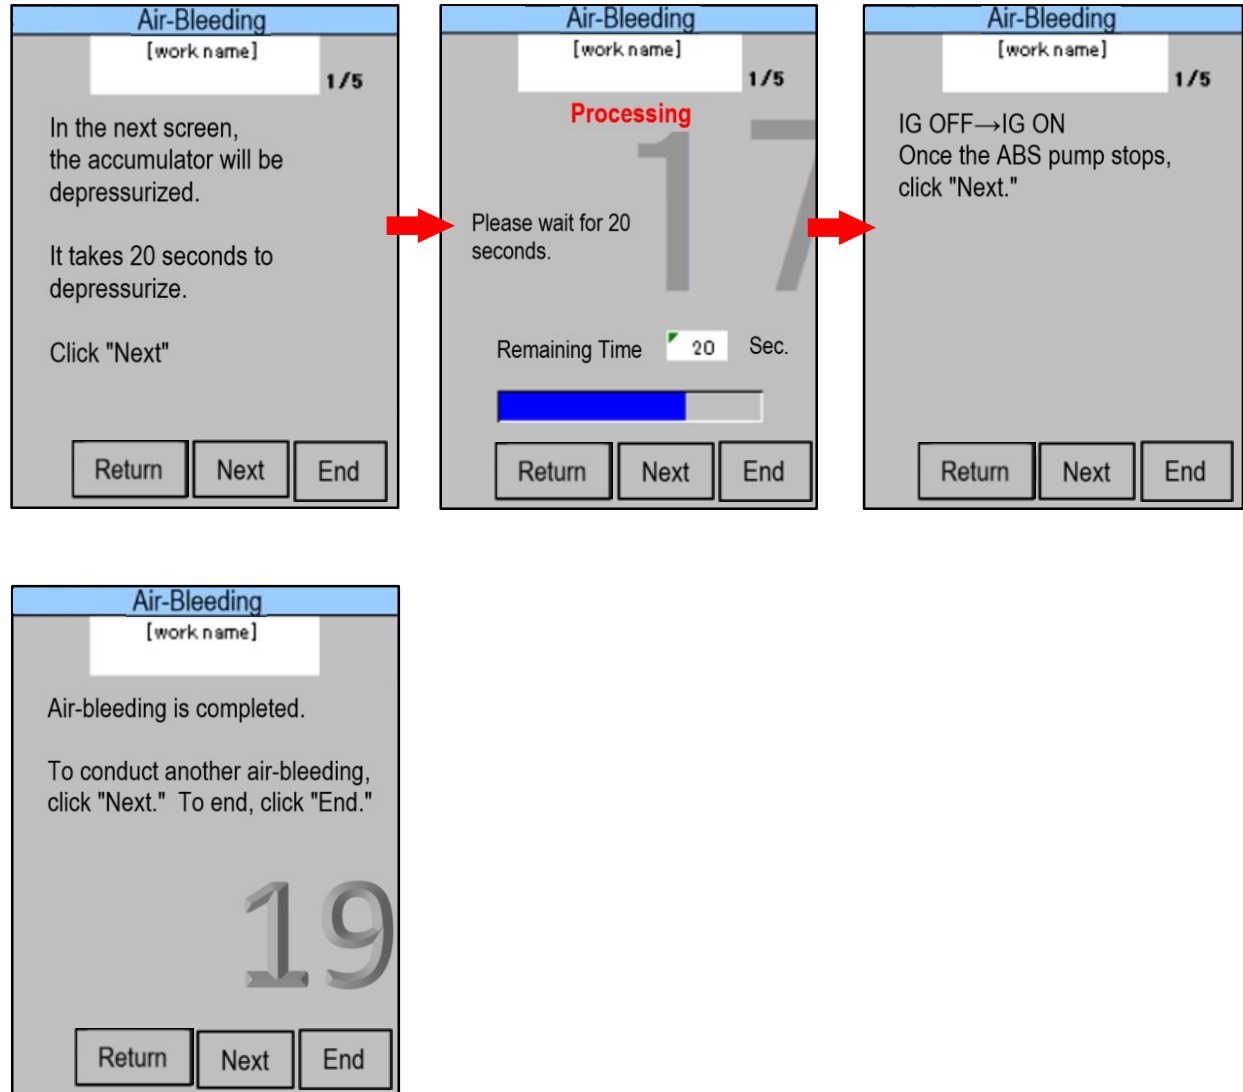 Air-Bleeding
[work name]
1/5
In the next screen,
the accumulator will be
depressurized.
It takes 20 seconds to
depressurize.
Click "Next"
Return Next End
Air-Bleeding
[work name]
1/5
Processing
17
Please wait for 20
seconds.
Remaining Time 20 Sec.
Return Next End
Air-Bleeding
[work name]
1/5
IG OFF→IG ON
Once the ABS pump stops,
click "Next."
Return Next End
Air-Bleeding
[work name]
Air-bleeding is completed.
To conduct another air-bleeding,
click "Next."  To end, click "End."
19
Return Next End